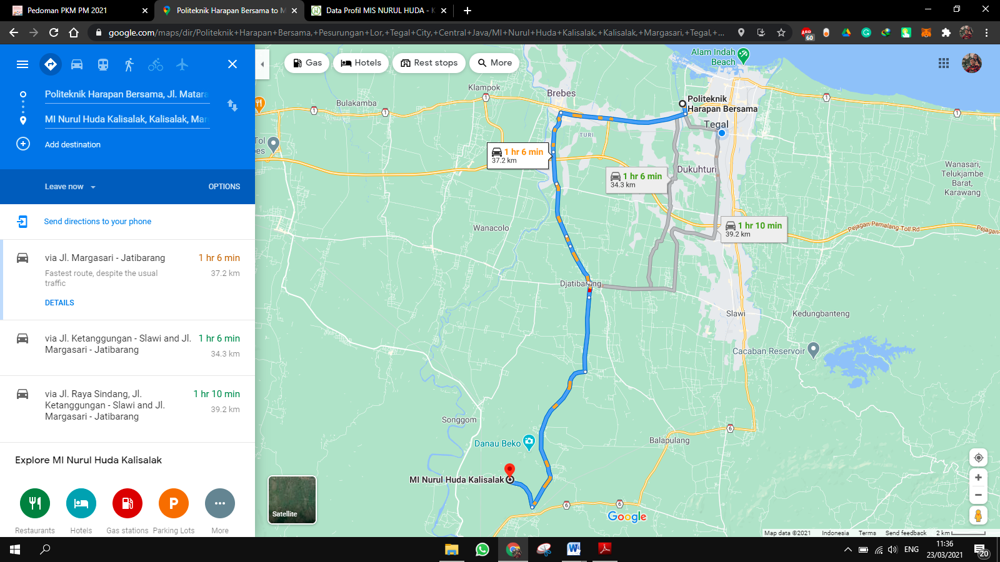 Pedoman PKM PM 2021
Politeknik Harapan Bersama to M
Data Profil MIS NURUL HUDA - K
google.com/maps/dir/Politeknik+Harapan+Bersama,+Pesurungan+Lor,+Tegal+City,+Central+Java/MI+Nurul+Huda+Kalisalak,+Kalisalak,+Margasari,+Tegal,+...
60
Politeknik Harapan Bersama, Jl. Matara
MI Nurul Huda Kalisalak, Kalisalak, Mar
Add destination
Leave now
OPTIONS
Send directions to your phone
via Jl. Margasari - Jatibarang
1 hr 6 min
Fastest route, despite the usual
traffic
37.2 km
DETAILS
via Jl. Ketanggungan - Slawi and Jl.
Margasari - Jatibarang
1 hr 6 min
34.3 km
via Jl. Raya Sindang, Jl.
Ketanggungan - Slawi and Jl.
Margasari - Jatibarang
1 hr 10 min
39.2 km
Explore MI Nurul Huda Kalisalak
Restaurants
Hotels
Gas stations
P
Parking Lots
More
Gas
Hotels
Rest stops
More
Alam Indah
Beach
Klampok
1
Brebes
Bulakamba
1
1
1
1
Politeknik
Harapan Bersama
Tegal
TURI
Tol
bes
1 hr 6 min
37.2 km
Dukuhturi
1 hr 6 min
34.3 km
Wanasari,
Telukjambe
Barat,
Karawang
Wanacolo
1 hr 10 min
39.2 km
Pejagan-Pemalang Toll Rd
Pejagan-
Djatibarang
Slawi
Kedungbanteng
Cacaban Reservoir
Songgom
6
Danau Beko
Balapulang
MI Nurul Huda Kalisalak
6
6
Satellite
Google
Map data ©2021
Indonesia
Terms
Send feedback
2 km
ENG
11:36
23/03/2021
20